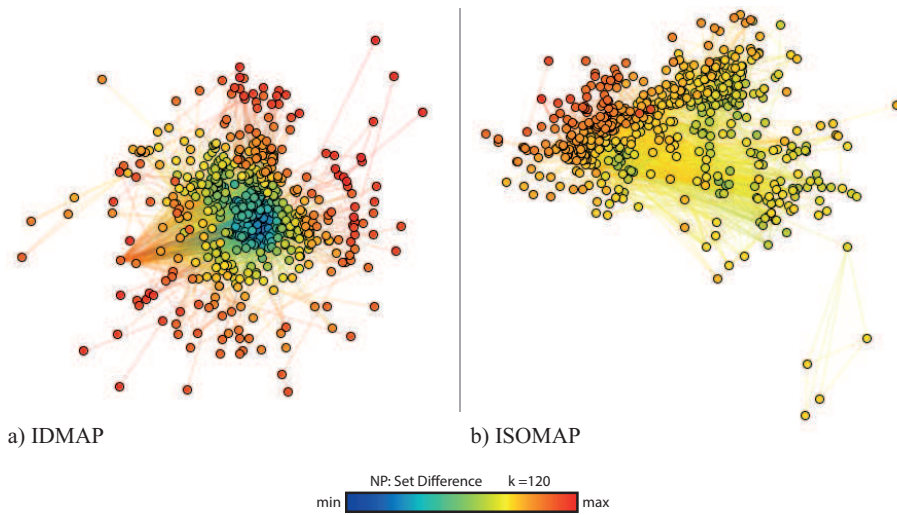 a) IDMAP
b) ISOMAP
NP: Set Difference k =120
min
max